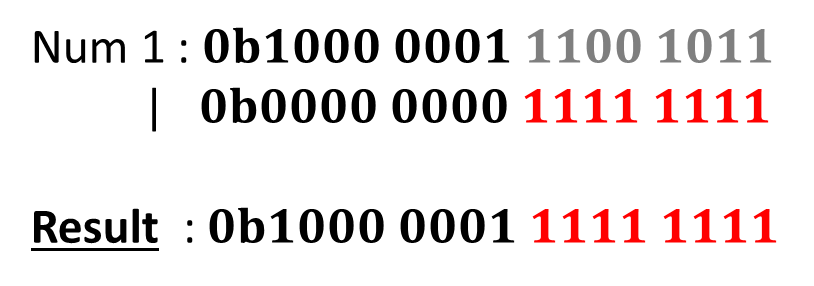 Num 1 : 0b1000 0001 1100 1011
| 0b0000 0000 1111 1111
Result : 0b1000 0001 1111 1111